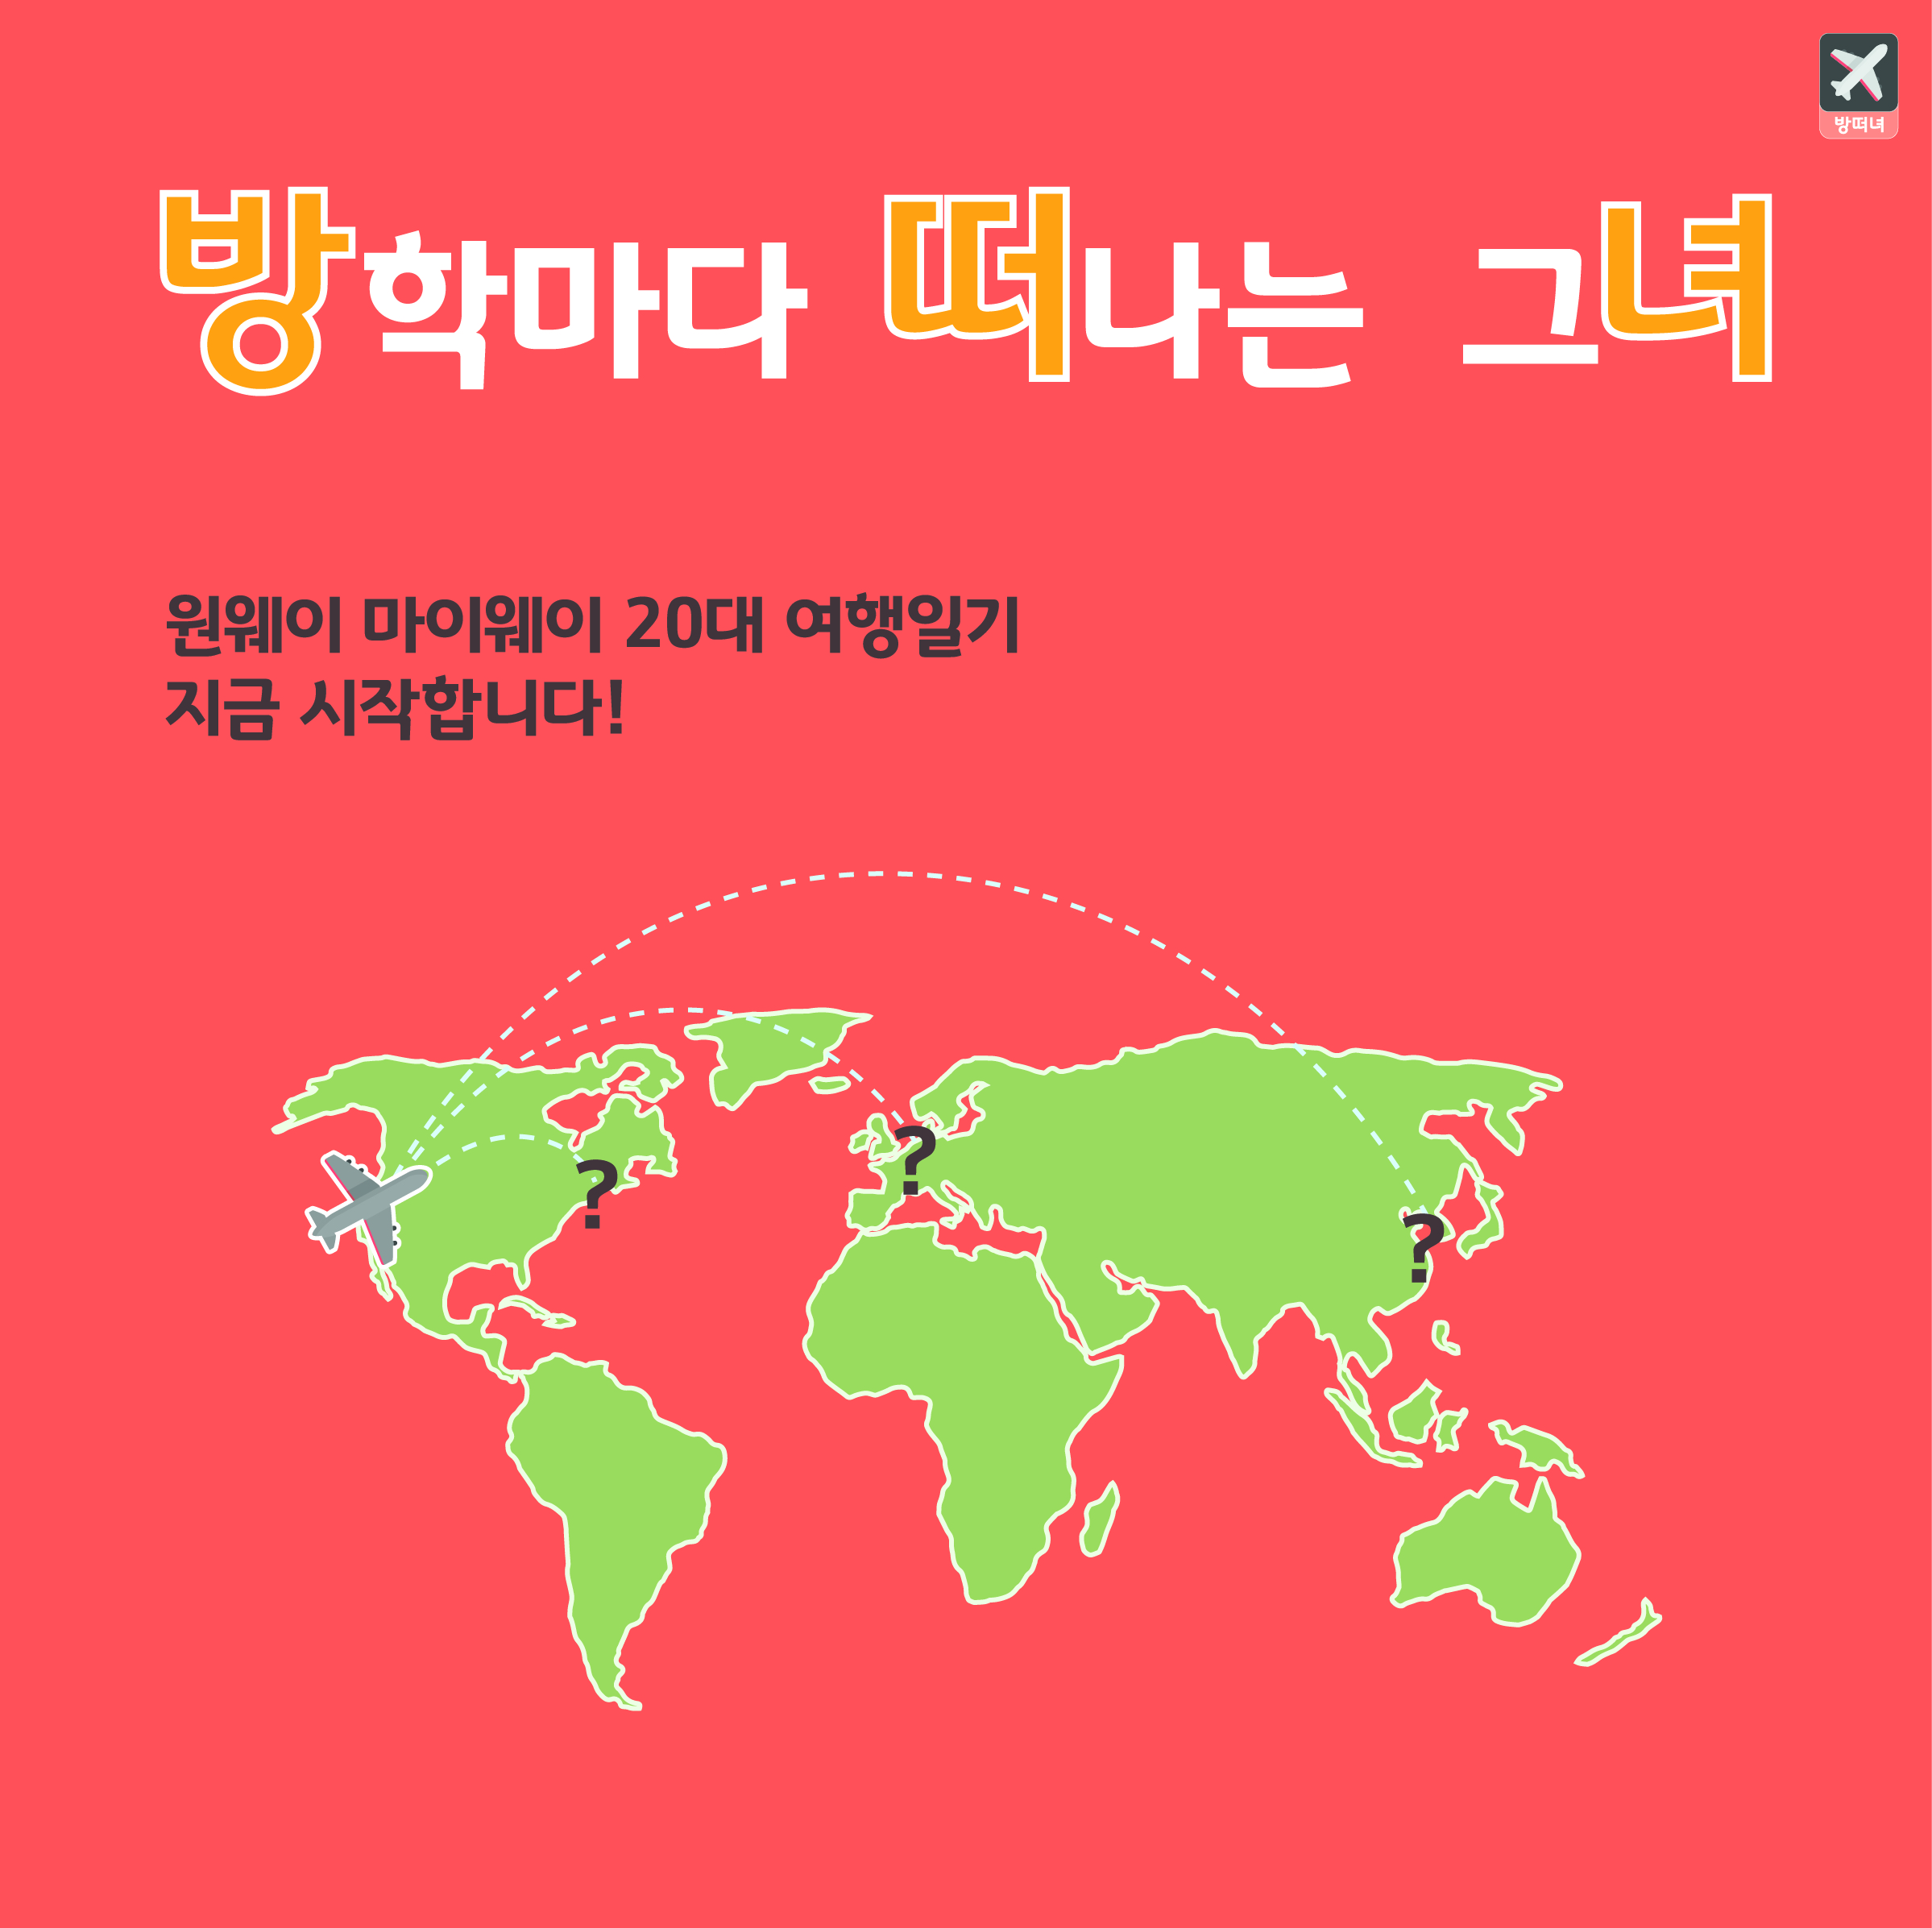 방떠녀
방학마다 떠나는 그녀
원웨이 마이웨이 20대 여행일기
지금 시작합니다!
?
?
?